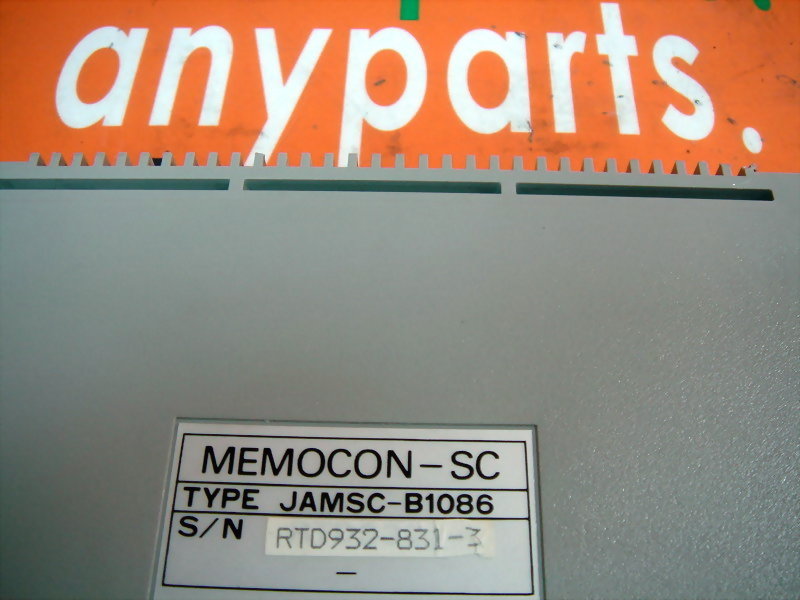 anyparts.
MEMOCON-SC
TYPE JAMSC-B1086
S/N RTD932-831-3
-